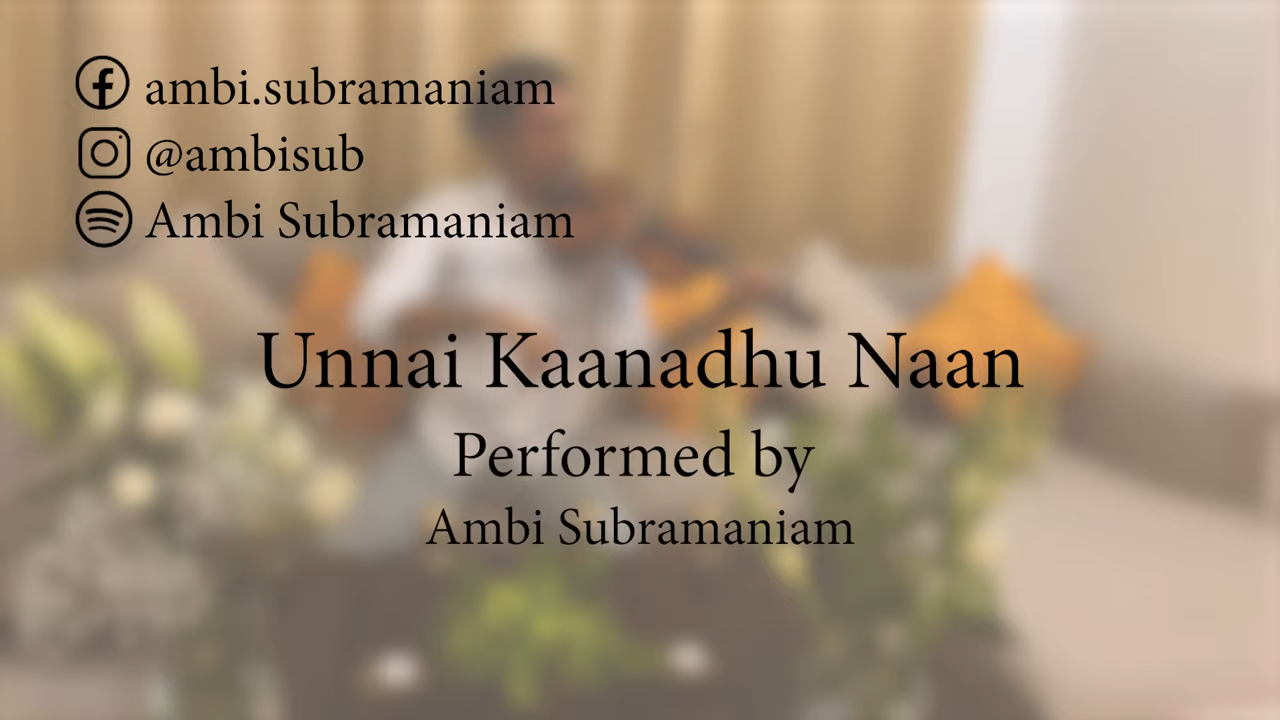 ambi.subramaniam
@ambisub
Ambi Subramaniam
Unnai Kaanadhu Naan
Performed by
Ambi Subramaniam